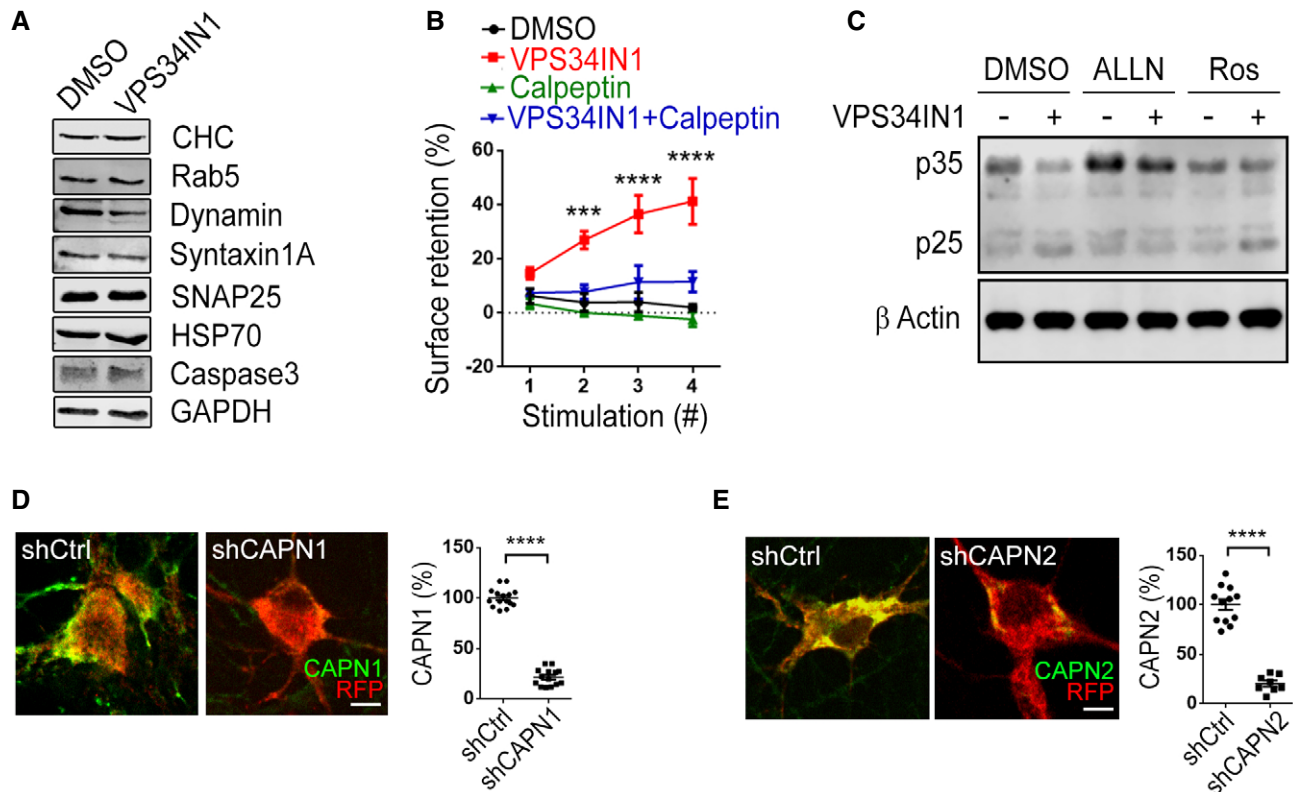 A
DMSO
VPS34IN1
CHC
Rab5
Dynamin
Syntaxin1A
SNAP25
HSP70
Caspase3
GAPDH
B
DMSO
VPS34IN1
Calpeptin
VPS34IN1+Calpeptin
Surface retention (%)
60
40
20
0
-20
*** **** ****
1 2 3 4
Stimulation (#)
C
DMSO ALLN Ros
VPS34IN1 - + - + - +
p35
p25
β Actin
D
shCtrl
shCAPN1
CAPN1
RFP
CAPN1 (%)
150
100
50
0
****
shCtrl
shCAPN1
E
shCtrl
shCAPN2
CAPN2
RFP
CAPN2 (%)
150
100
50
0
****
shCtrl
shCAPN2